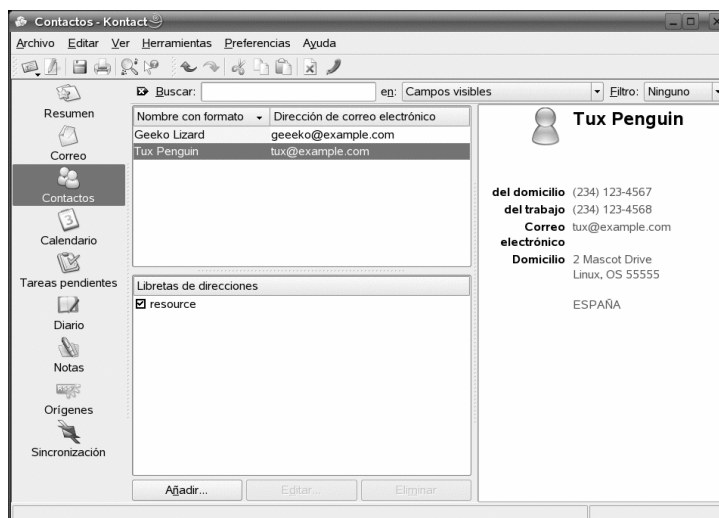 Contactos - Kontact
Archivo Editar Ver Herramientas Preferencias Ayuda
Resumen
Correo
Contactos
Calendario
Tareas pendientes
Diario
Notas
Orígenes
Sincronización
Buscar: en: Campos visibles Filtro: Ninguno
Nombre con formato Dirección de correo electrónico
Geeko Lizard geeeko@example.com
Tux Penguin tux@example.com
Libretas de direcciones
resource
Añadir... Editar... Eliminar
Tux Penguin
del domicilio (234) 123-4567
del trabajo (234) 123-4568
Correo tux@example.com
electrónico
Domicilio 2 Mascot Drive
Linux, OS 55555
ESPAÑA